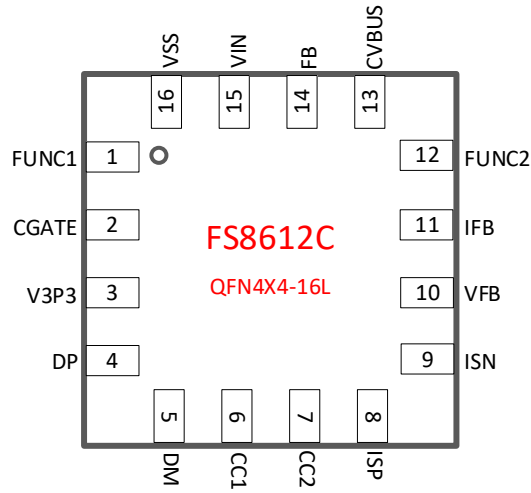 VSS
VIN
FB
CVBUS
16
15
14
13
FUNC1 1
12 FUNC2
CGATE 2
11 IFB
FS8612C
QFN4X4-16L
V3P3 3
10 VFB
DP 4
9 ISN
5
6
7
8
DM
CC1
CC2
ISP